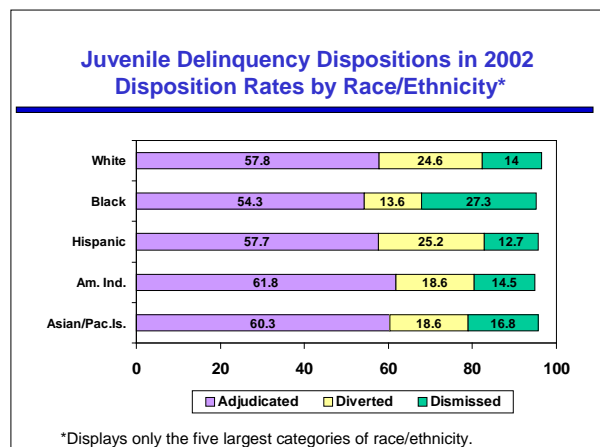 Juvenile Delinquency Dispositions in 2002
Disposition Rates by Race/Ethnicity*
White 57.8 24.6 14
Black 54.3 13.6 27.3
Hispanic 57.7 25.2 12.7
Am. Ind. 61.8 18.6 14.5
Asian/Pac.Is. 60.3 18.6 16.8
0 20 40 60 80 100
Adjudicated Diverted Dismissed
*Displays only the five largest categories of race/ethnicity.